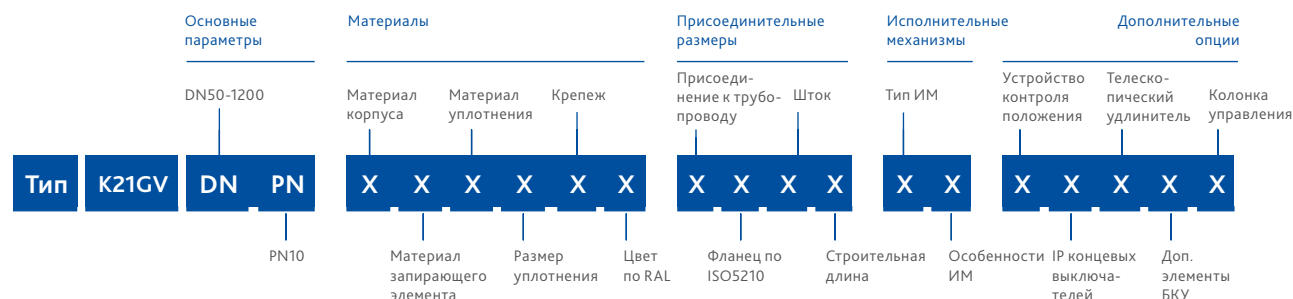 Основные
параметры
Материалы
Присоединительные
размеры
Исполнительные
механизмы
Дополнительные
опции
DN50-1200
Материал
корпуса
Материал
уплотнения
Крепеж
Присоеди-
нение к трубо-
проводу
Шток
Тип ИМ
Устройство
контроля
положения
Телеско-
пический
удлинитель
Колонка
управления
Тип K21GV DN PN X X X X X X X X X X X X X X X X X
PN10
Материал
запирающего
элемента
Размер
уплотнения
Цвет
по RAL
Фланец по
ISO5210
Строительная
длина
Особенности
ИМ
IP концевых
выключа-
телей
Доп.
элементы
БКУ